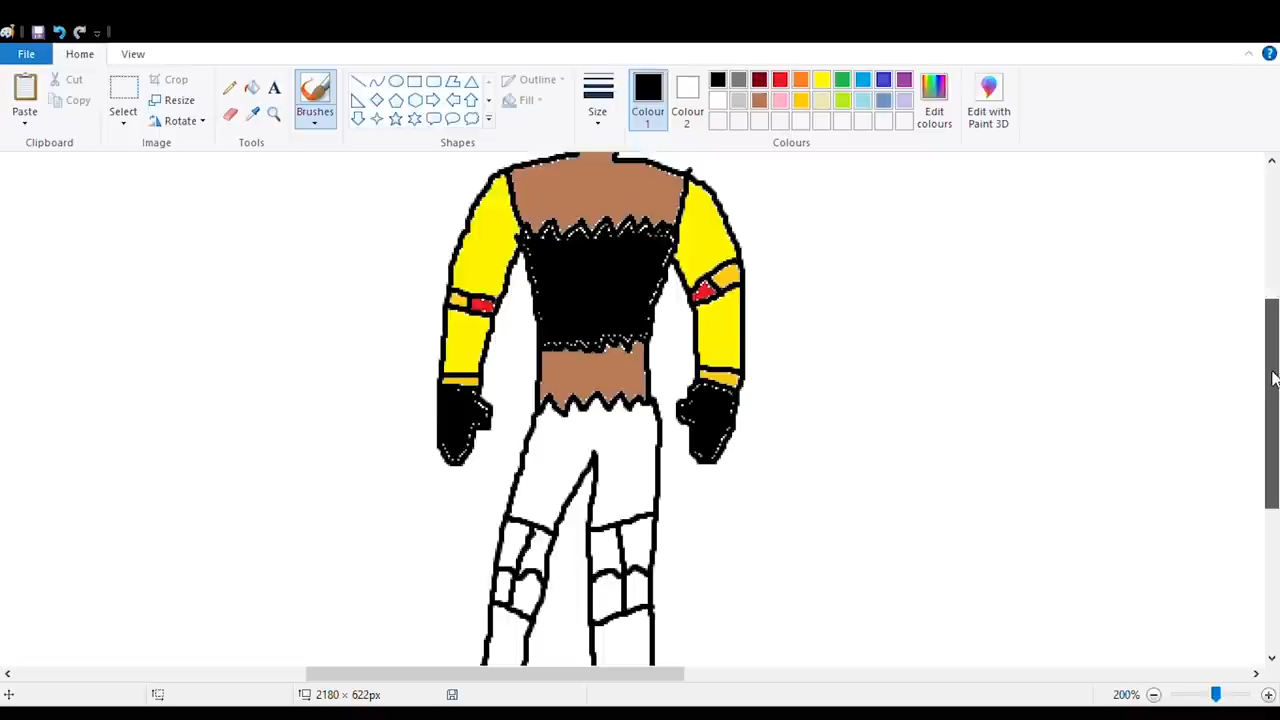 File Home View
Paste Cut Copy Select Crop Resize Rotate A Brushes Outline Fill Size Colour 1 Colour 2 Edit colours Edit with Paint 3D
Clipboard Image Tools Shapes Colours
2180 × 622px 200%